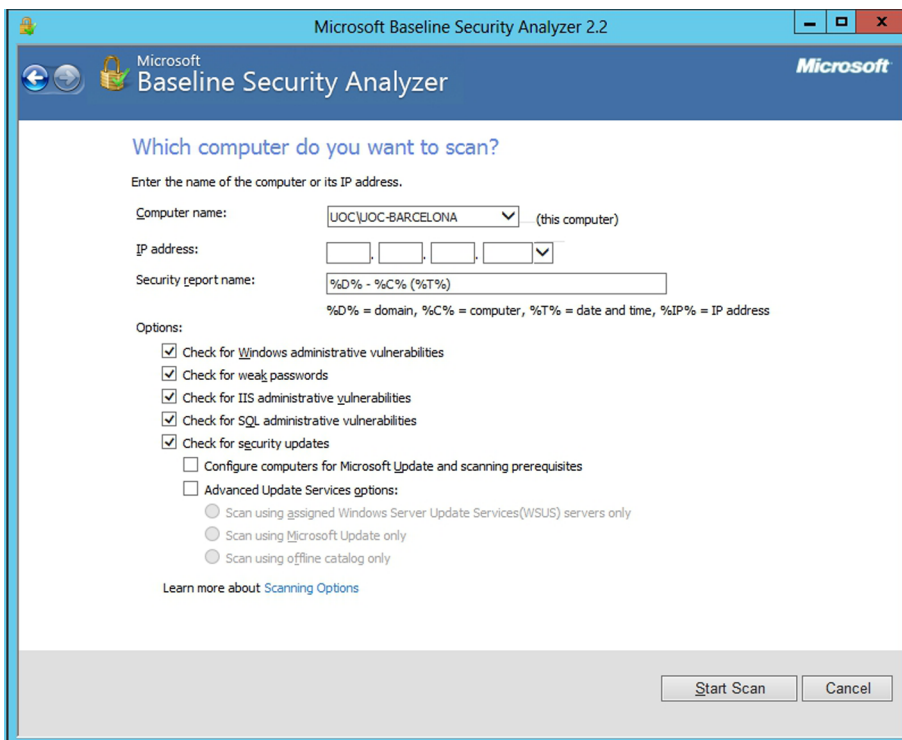 Microsoft Baseline Security Analyzer 2.2
Microsoft
Baseline Security Analyzer
Microsoft
Which computer do you want to scan?
Enter the name of the computer or its IP address.
Computer name: UOC\UOC-BARCELONA (this computer)
IP address: . . .
Security report name: %D% - %C% (%T%)
%D% = domain, %C% = computer, %T% = date and time, %IP% = IP address
Options:
Check for Windows administrative vulnerabilities
Check for weak passwords
Check for IIS administrative vulnerabilities
Check for SQL administrative vulnerabilities
Check for security updates
Configure computers for Microsoft Update and scanning prerequisites
Advanced Update Services options:
Scan using assigned Windows Server Update Services(WSUS) servers only
Scan using Microsoft Update only
Scan using offline catalog only
Learn more about Scanning Options
Start Scan Cancel